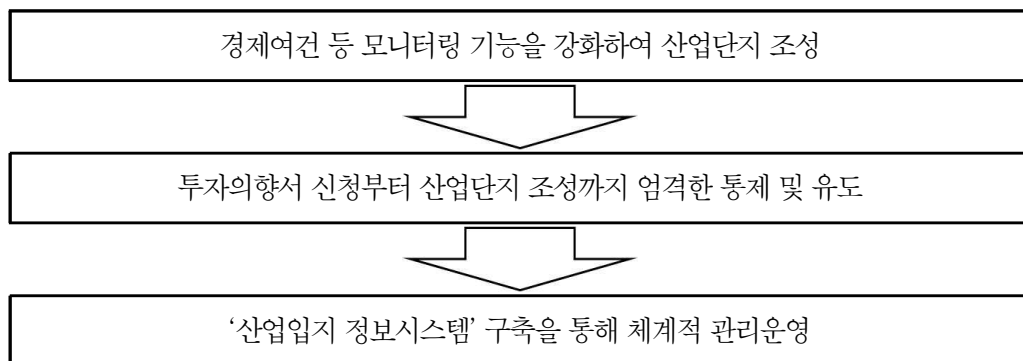 경제여건 등 모니터링 기능을 강화하여 산업단지 조성
투자의향서 신청부터 산업단지 조성까지 엄격한 통제 및 유도
‘산업입지 정보시스템’ 구축을 통해 체계적 관리운영